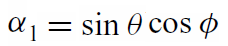 α₁ = sin θ cos ϕ